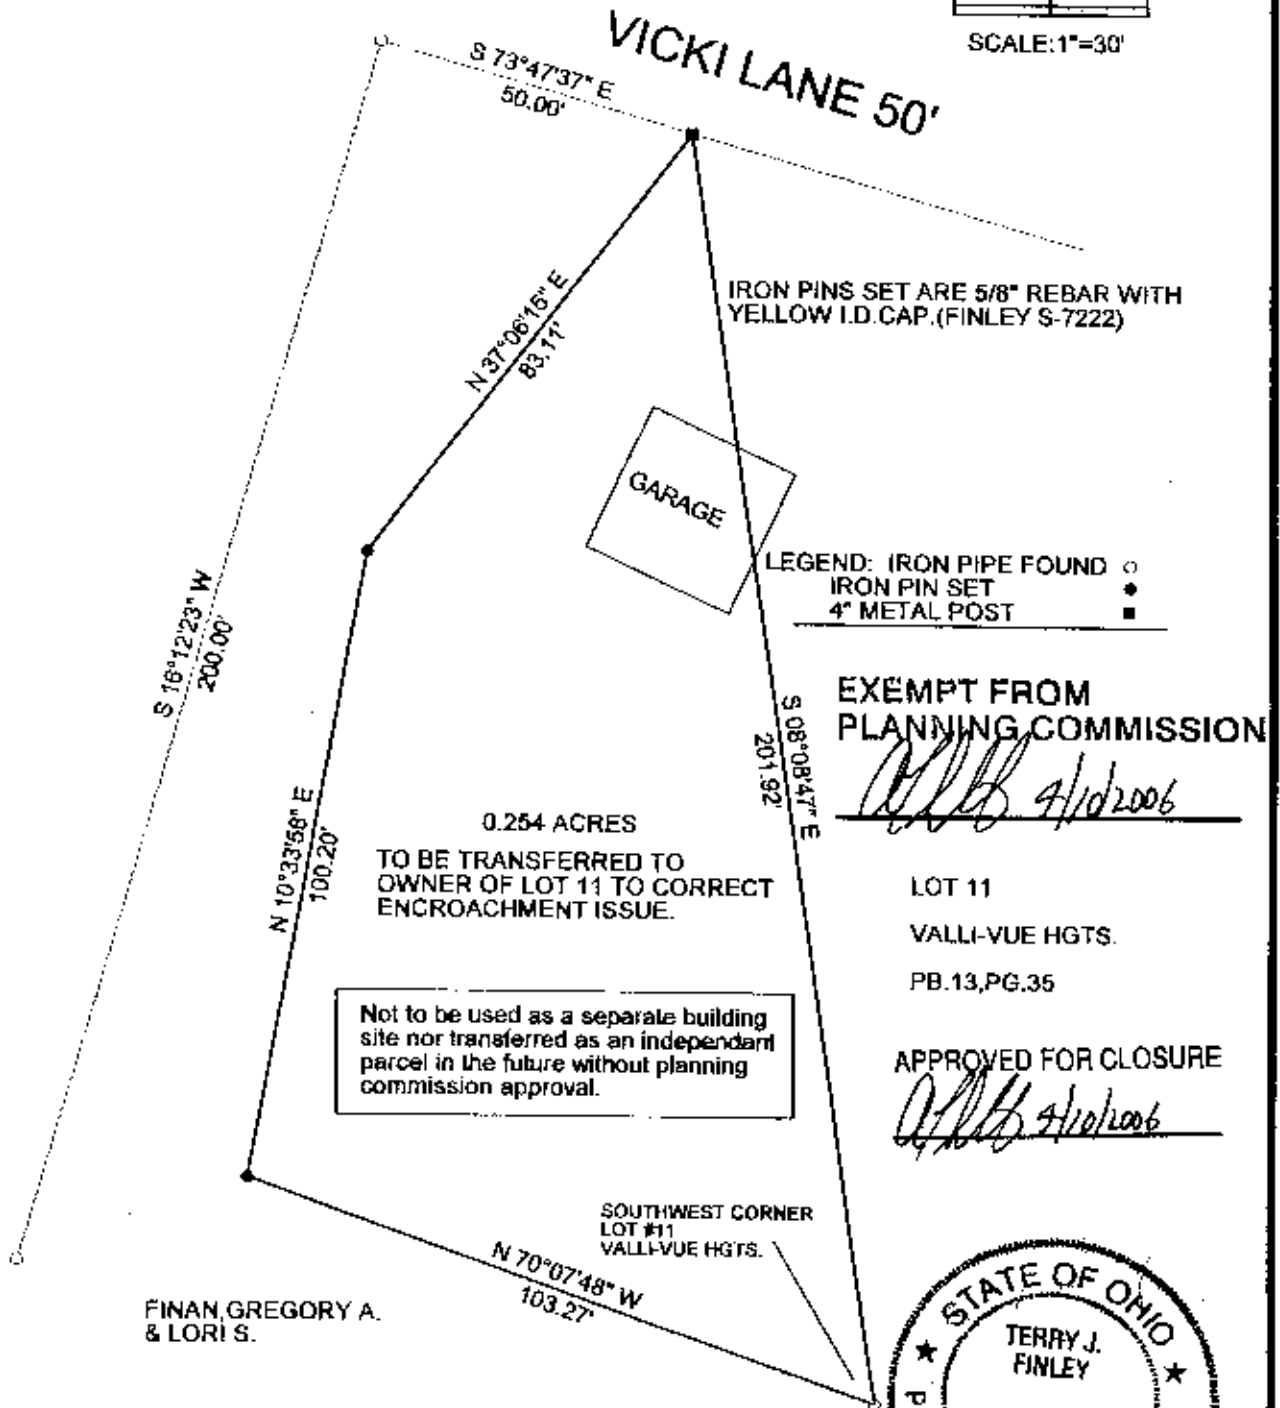 SCALE:1"=30'
VICKI LANE 50'
S 73°47'37" E
50.00'
IRON PINS SET ARE 5/8" REBAR WITH
YELLOW I.D.CAP.(FINLEY S-7222)
N 37°06'16" E
83.11'
GARAGE
LEGEND: IRON PIPE FOUND
IRON PIN SET
4" METAL POST
S 16°12'23" W
200.00'
EXEMPT FROM
PLANNING COMMISSION
4/10/2006
S 08°08'47" E
201.92'
N 10°33'58" E
100.20'
0.254 ACRES
TO BE TRANSFERRED TO
OWNER OF LOT 11 TO CORRECT
ENCROACHMENT ISSUE.
LOT 11
VALLI-VUE HGTS.
PB.13,PG.35
Not to be used as a separate building
site nor transferred as an independant
parcel in the future without planning
commission approval.
APPROVED FOR CLOSURE
4/10/2006
SOUTHWEST CORNER
LOT #11
VALLI-VUE HGTS.
N 70°07'48" W
103.27'
FINAN,GREGORY A.
& LORI S.
STATE OF OHIO
TERRY J.
FINLEY